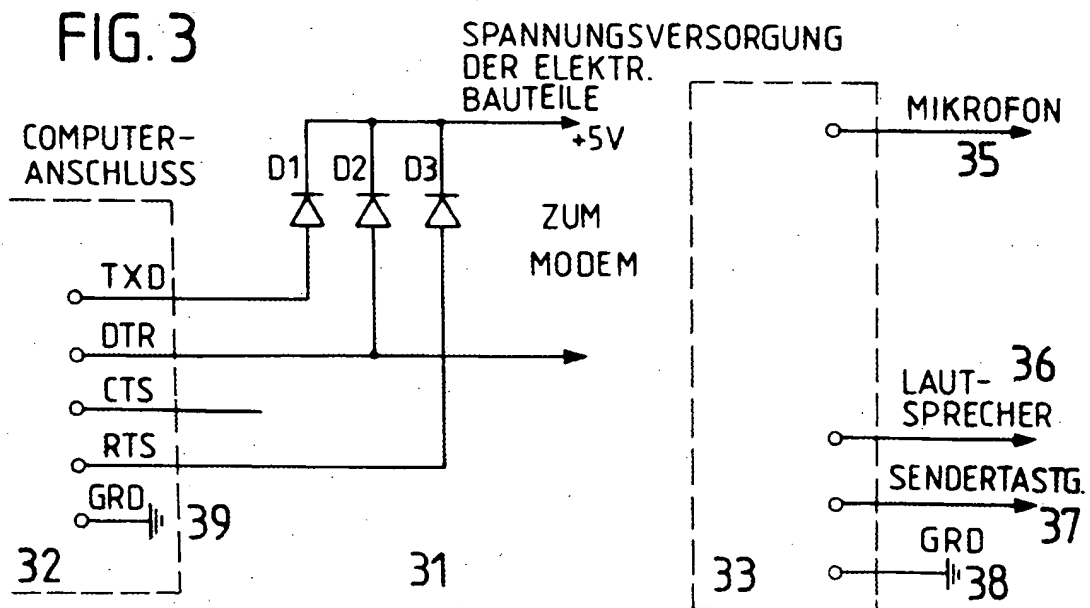 FIG. 3
SPANNUNGSVERSORGUNG
DER ELEKTR.
BAUTEILE
+5V
COMPUTER-
ANSCHLUSS
D1 D2 D3
ZUM
MODEM
TXD
DTR
CTS
RTS
GRD
39
32
31
33
MIKROFON
35
36
LAUT-
SPRECHER
SENDERTASTG.
37
GRD
38